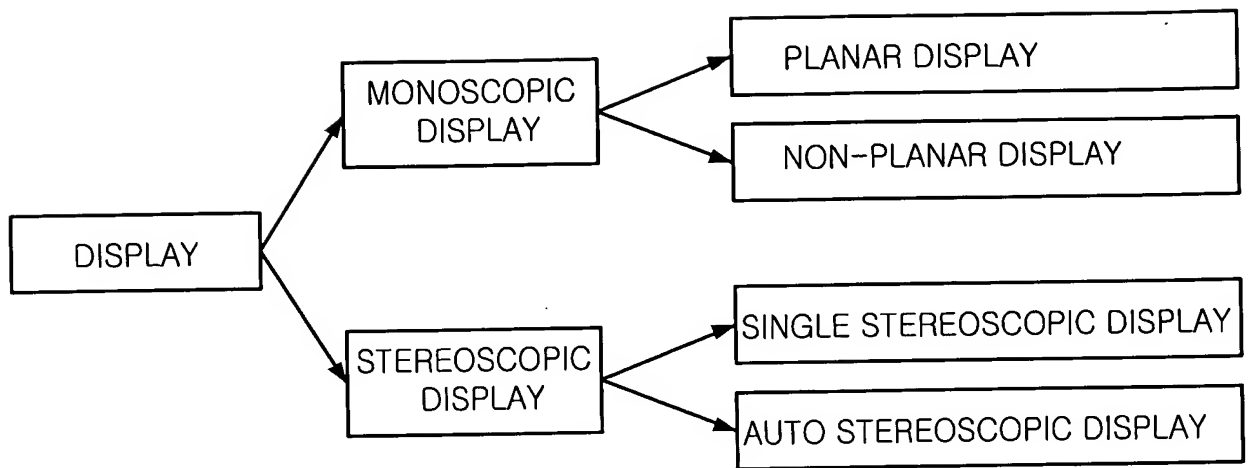 PLANAR DISPLAY
MONOSCOPIC
DISPLAY
NON-PLANAR DISPLAY
DISPLAY
SINGLE STEREOSCOPIC DISPLAY
STEREOSCOPIC
DISPLAY
AUTO STEREOSCOPIC DISPLAY